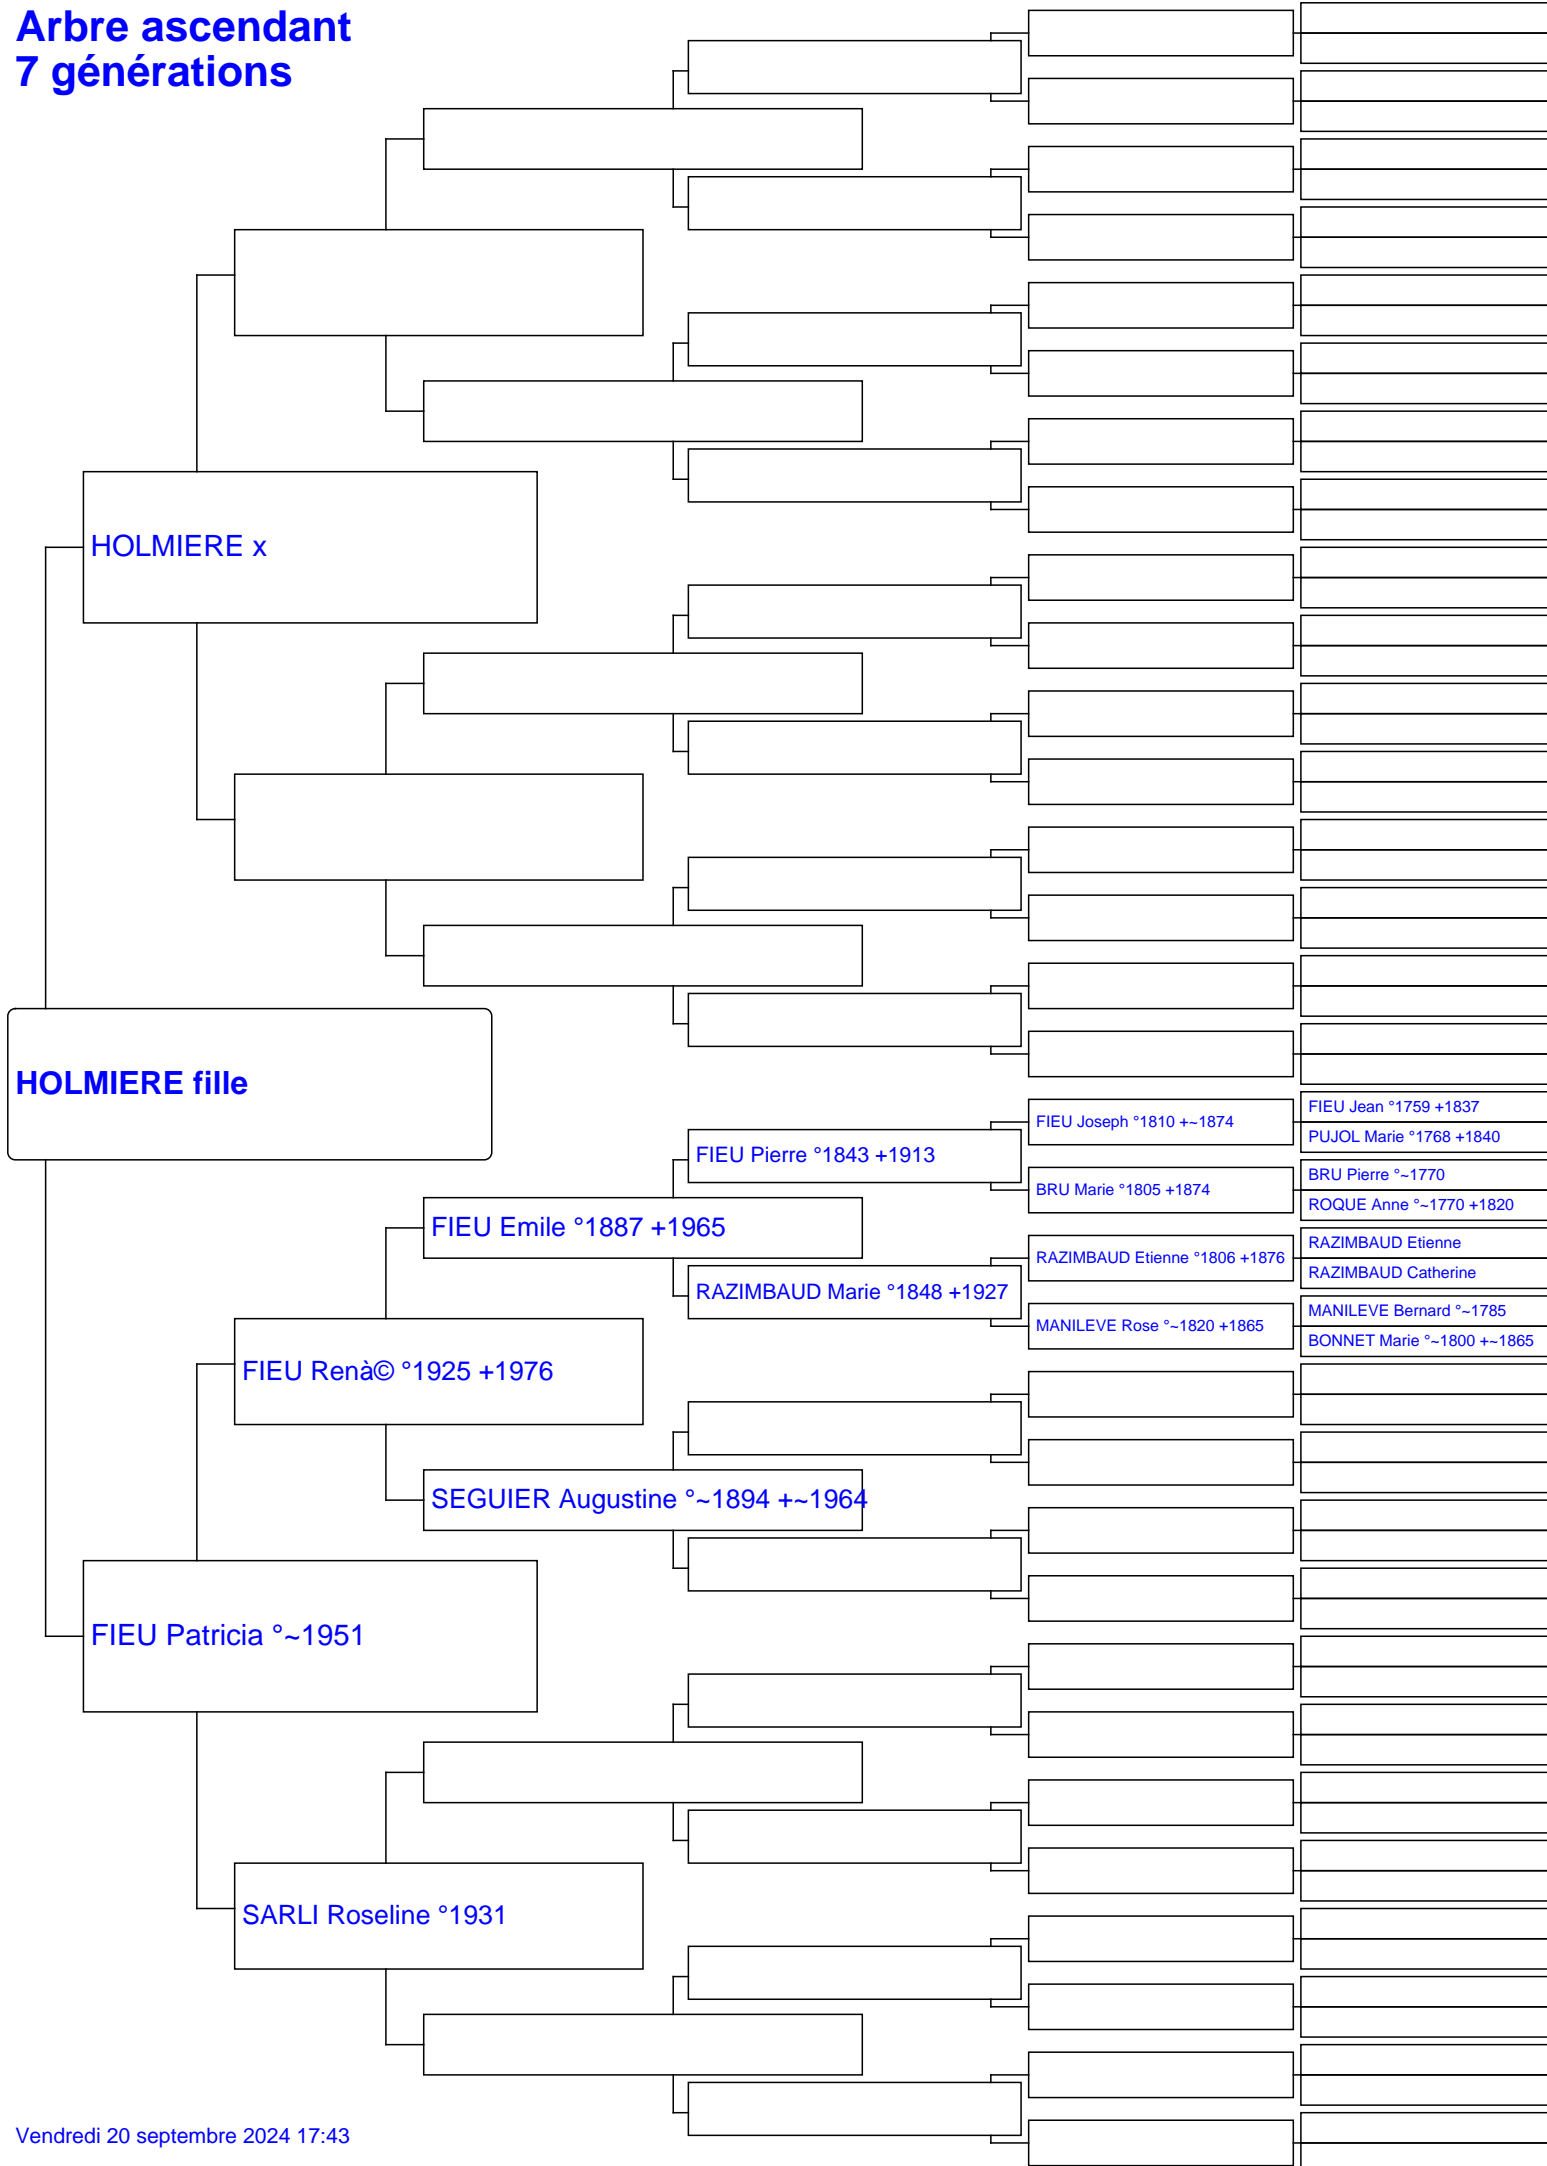 Arbre ascendant
7 générations
HOLMIERE x
HOLMIERE fille
FIEU Joseph °1810 +~1874
FIEU Jean °1759 +1837
PUJOL Marie °1768 +1840
FIEU Pierre °1843 +1913
BRU Marie °1805 +1874
BRU Pierre °~1770
ROQUE Anne °~1770 +1820
FIEU Emile °1887 +1965
RAZIMBAUD Etienne °1806 +1876
RAZIMBAUD Etienne
RAZIMBAUD Catherine
RAZIMBAUD Marie °1848 +1927
MANILEVE Rose °~1820 +1865
MANILEVE Bernard °~1785
BONNET Marie °~1800 +~1865
FIEU Renà© °1925 +1976
SEGUIER Augustine °~1894 +~1964
FIEU Patricia °~1951
SARLI Roseline °1931
Vendredi 20 septembre 2024 17:43